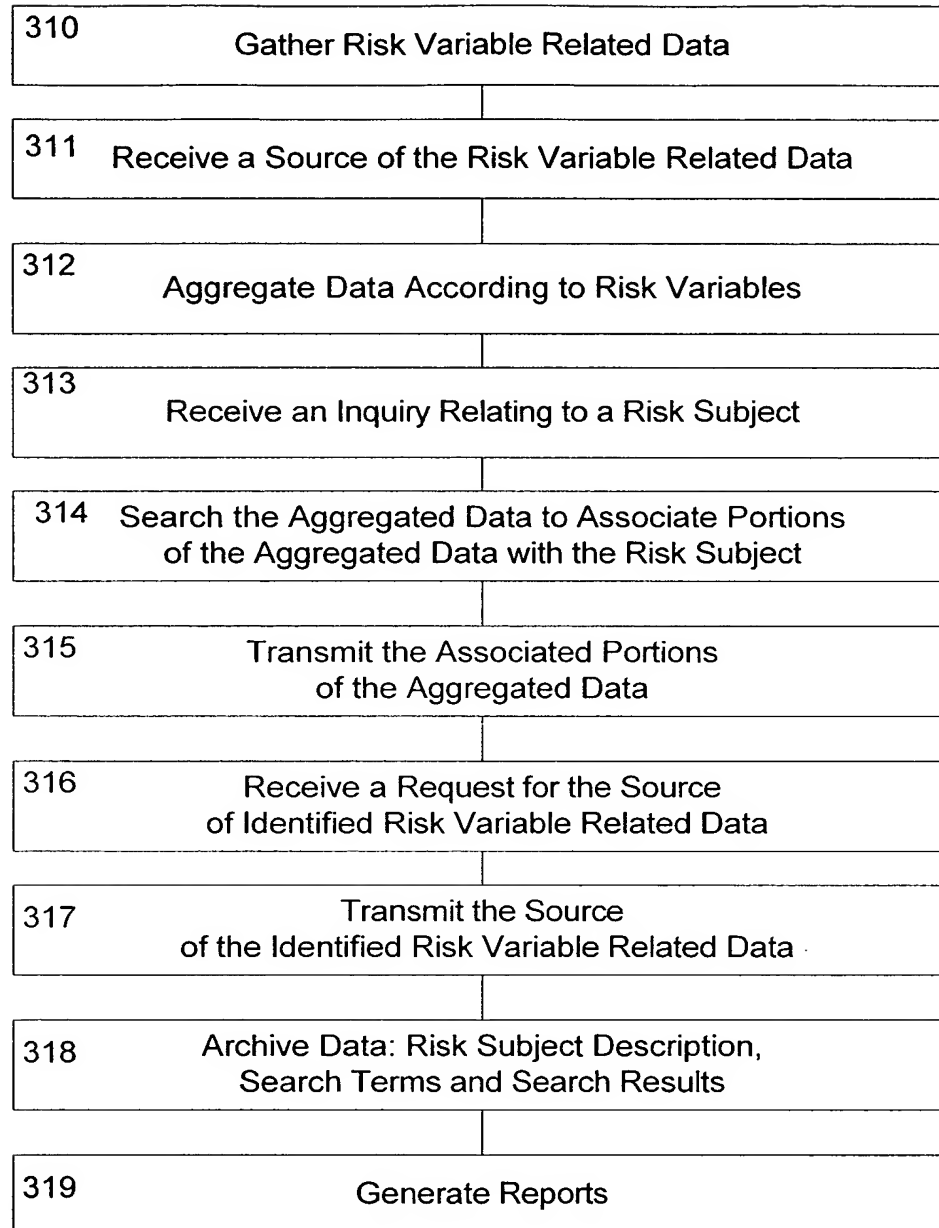 310
Gather Risk Variable Related Data
311
Receive a Source of the Risk Variable Related Data
312
Aggregate Data According to Risk Variables
313
Receive an Inquiry Relating to a Risk Subject
314
Search the Aggregated Data to Associate Portions
of the Aggregated Data with the Risk Subject
315
Transmit the Associated Portions
of the Aggregated Data
316
Receive a Request for the Source
of Identified Risk Variable Related Data
317
Transmit the Source
of the Identified Risk Variable Related Data
318
Archive Data: Risk Subject Description,
Search Terms and Search Results
319
Generate Reports